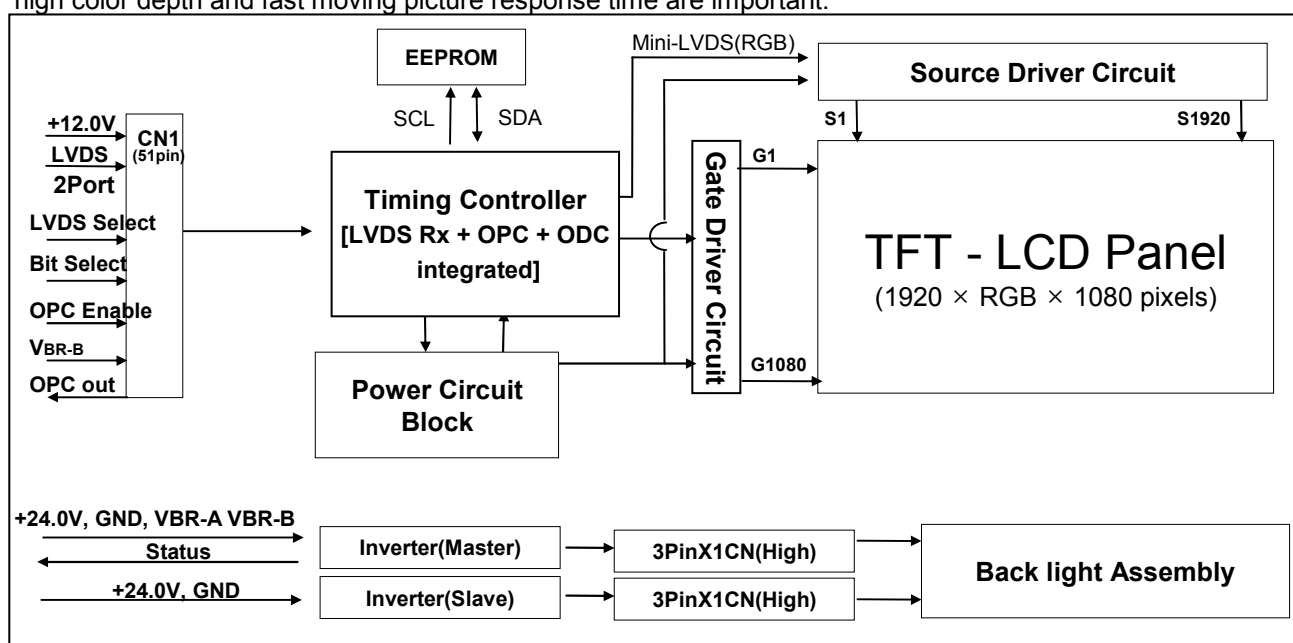 high color depth and fast moving picture response time are important.
EEPROM
Mini-LVDS(RGB)
Source Driver Circuit
SCL
SDA
S1
S1920
+12.0V
CN1
(51pin)
LVDS
2Port
LVDS Select
Bit Select
OPC Enable
VBR-B
OPC out
Timing Controller
[LVDS Rx + OPC + ODC
integrated]
Gate Driver Circuit
G1
G1080
TFT - LCD Panel
(1920 × RGB × 1080 pixels)
Power Circuit
Block
+24.0V, GND, VBR-A VBR-B
Status
Inverter(Master)
3PinX1CN(High)
Back light Assembly
+24.0V, GND
Inverter(Slave)
3PinX1CN(High)